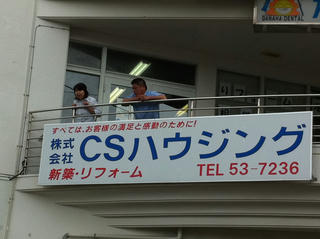 DANAHA DENTAL
すべては、お客様の満足と感動のために!
株式会社 CSハウジング
新築・リフォーム TEL 53-7236